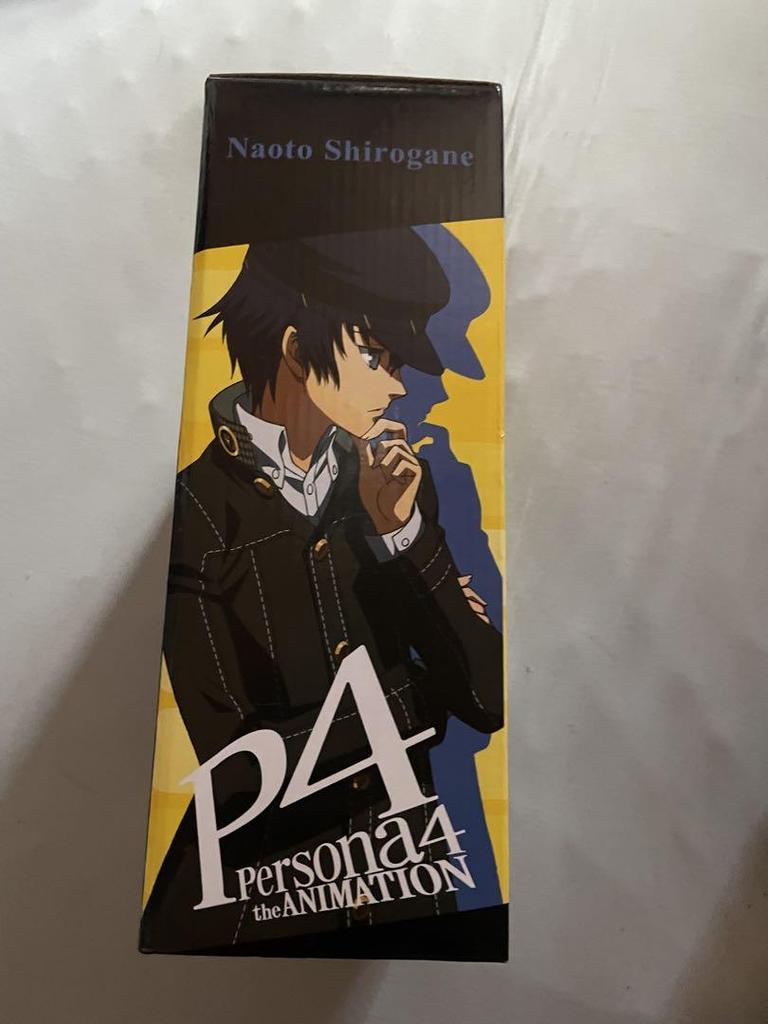 Naoto Shirogane
P4
Persona4
the ANIMATION